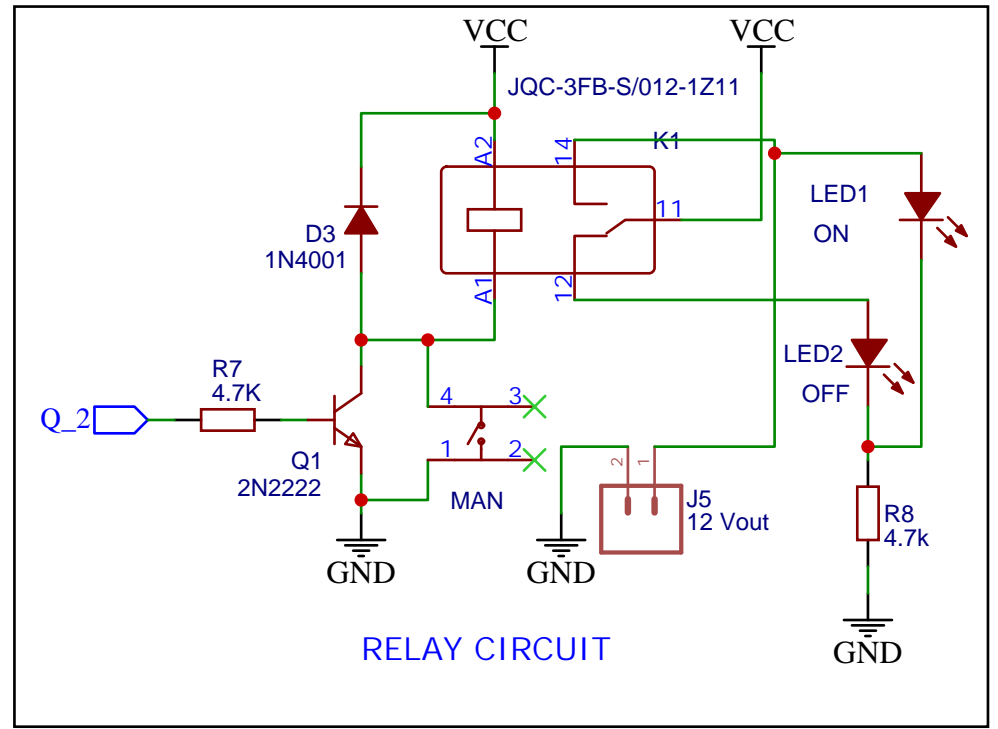 VCC
VCC
JQC-3FB-S/012-1Z11
A2
14
K1
11
LED1
ON
D3
1N4001
A1
12
LED2
OFF
R7
4.7K
Q_2
4
3
1
2
Q1
2N2222
MAN
2
1
J5
12 Vout
R8
4.7k
GND
GND
GND
RELAY CIRCUIT